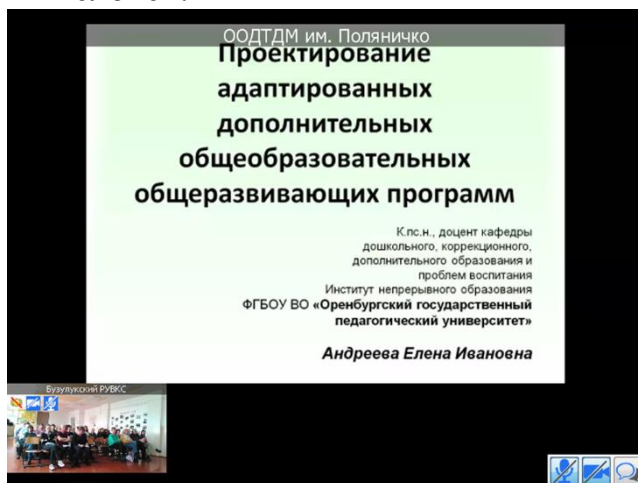 ООДТДМ им. Поляничко
Проектирование
адаптированных
дополнительных
общеобразовательных
общеразвивающих программ
К.пс.н., доцент кафедры
дошкольного, коррекционного,
дополнительного образования и
проблем воспитания
Институт непрерывного образования
ФГБОУ ВО «Оренбургский государственный
педагогический университет»
Андреева Елена Ивановна
Бузулукский РУВКС